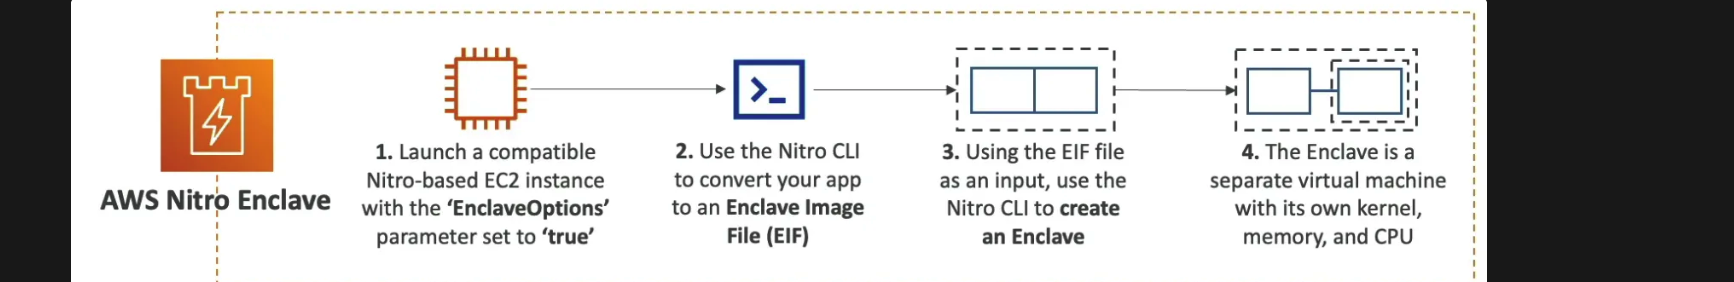 AWS Nitro Enclave
1. Launch a compatible
Nitro-based EC2 instance
with the ‘EnclaveOptions’
parameter set to ‘true’
2. Use the Nitro CLI
to convert your app
to an Enclave Image
File (EIF)
3. Using the EIF file
as an input, use the
Nitro CLI to create
an Enclave
4. The Enclave is a
separate virtual machine
with its own kernel,
memory, and CPU